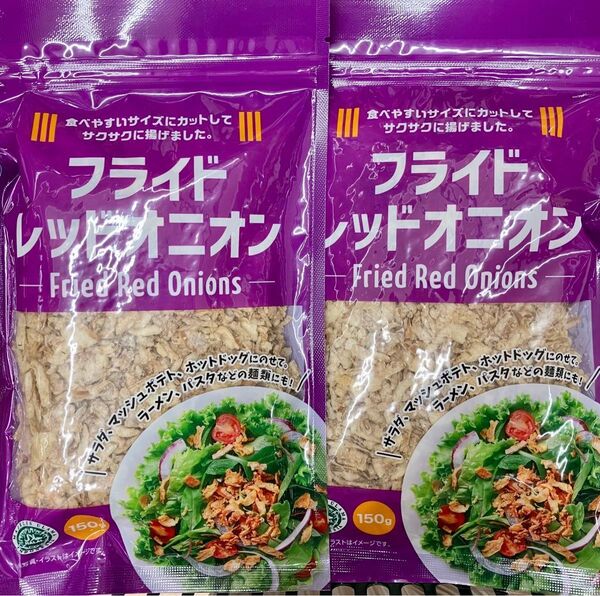 食べやすいサイズにカットして
サクサクに揚げました。
フライド
レッドオニオン
Fried Red Onions
サラダ、マッシュポテト、ホットドッグにのせて。
ラーメン、パスタなどの麺類にも!
150g
・イラストはイメージです。
食べやすいサイズにカットして
サクサクに揚げました。
フライド
レッドオニオン
Fried Red Onions
サラダ、マッシュポテト、ホットドッグにのせて。
ラーメン、パスタなどの麺類にも!
150g
イラストはイメージです。